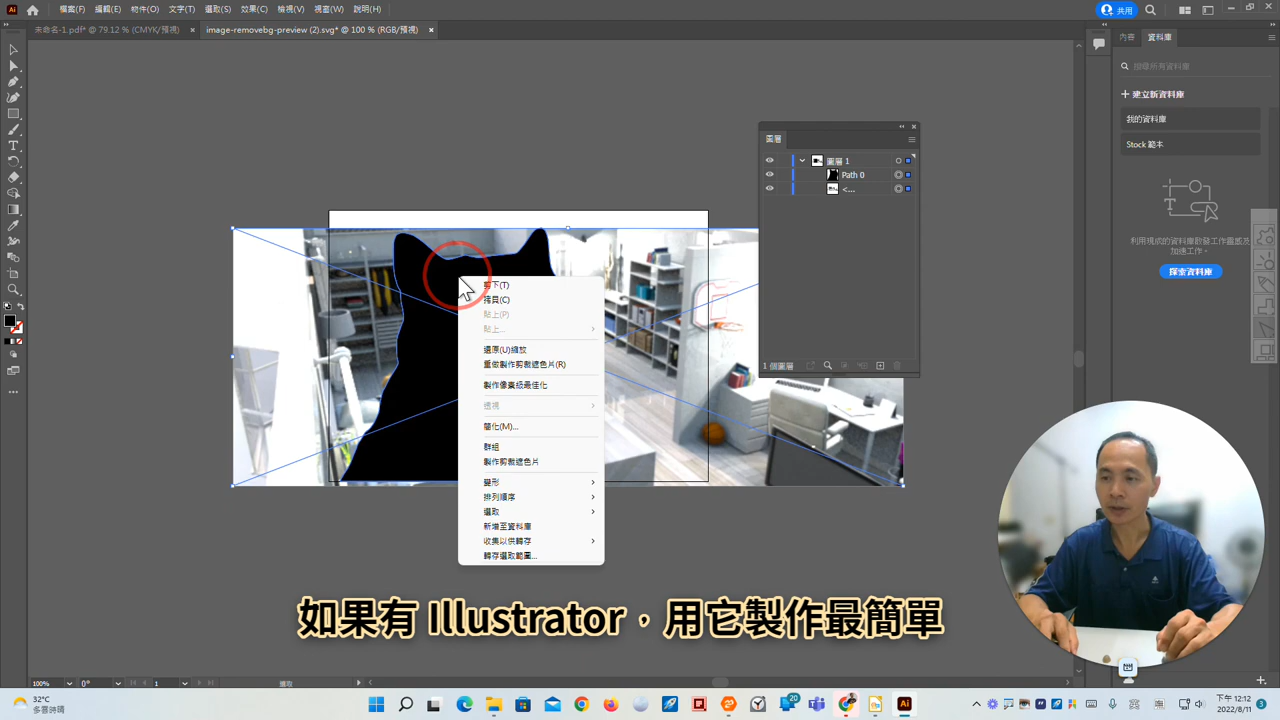 Ai
檔案(F) 編輯(E) 物件(O) 文字(T) 選取(S) 效果(C) 檢視(V) 視窗(W) 說明(H)
共用
未命名-1.pdf* @ 79.12 % (CMYK/預視) ×
image-removebg-preview (2).svg* @ 100 % (RGB/預視) ×
內容 資料庫
搜尋所有資料庫
建立新資料庫
我的資料庫
Stock 範本
利用現成的資料庫啟發工作靈感及
加速工作。
探索資料庫
圖層
圖層 1
Path 0
<...
1 個圖層
剪下(T)
拷貝(C)
貼上(P)
貼上...
還原(U)縮放
重做製作剪裁遮色片(R)
製作像素級最佳化
透視
簡化(M)...
群組
製作剪裁遮色片
變形
排列順序
選取
新增至資料庫
收集以供轉存
轉存選取範圍...
如果有 Illustrator，用它製作最簡單
100% 0° 1 選取
32°C
多雲時晴
20
Ai
下午 12:12
2022/8/11
3